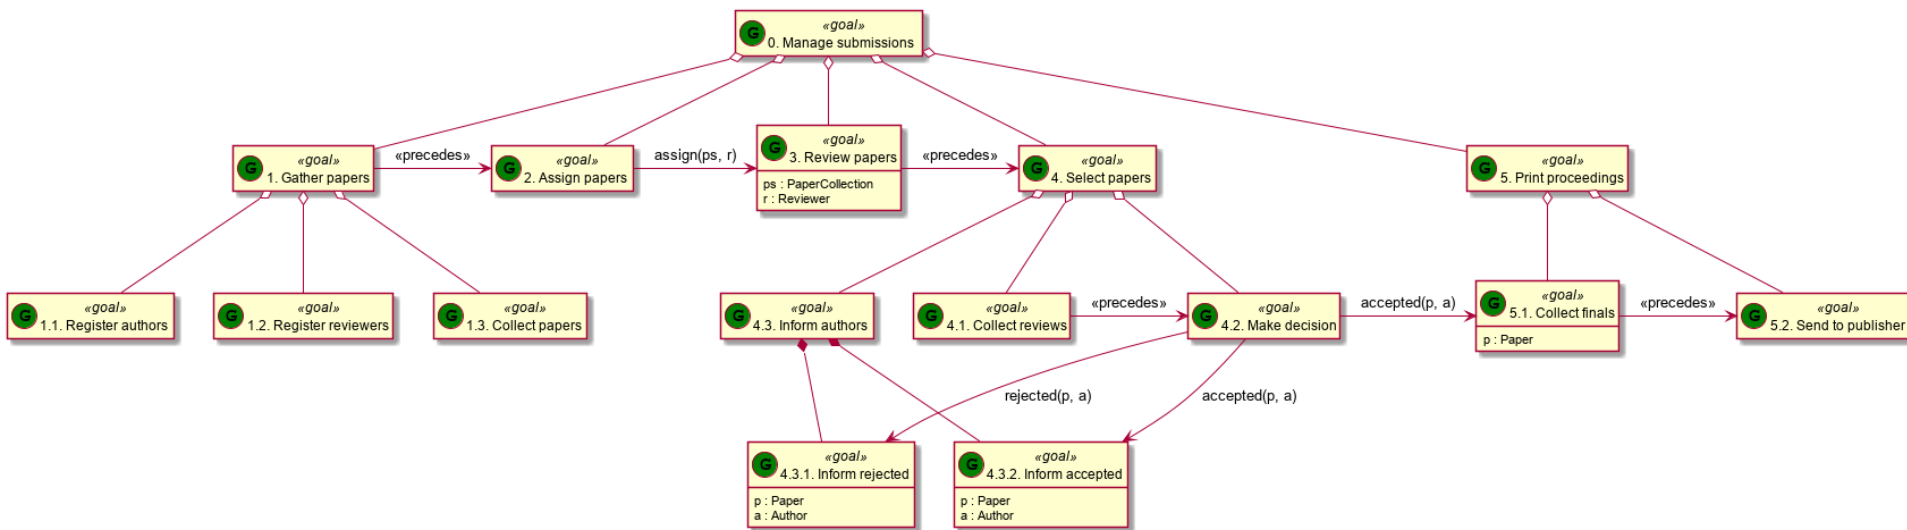 G
«goal»
0. Manage submissions
G
«goal»
1. Gather papers
«precedes»
G
«goal»
2. Assign papers
assign(ps, r)
G
«goal»
3. Review papers
ps : PaperCollection
r : Reviewer
«precedes»
G
«goal»
4. Select papers
G
«goal»
5. Print proceedings
G
«goal»
1.1. Register authors
G
«goal»
1.2. Register reviewers
G
«goal»
1.3. Collect papers
G
«goal»
4.3. Inform authors
G
«goal»
4.1. Collect reviews
«precedes»
G
«goal»
4.2. Make decision
accepted(p, a)
G
«goal»
5.1. Collect finals
p : Paper
«precedes»
G
«goal»
5.2. Send to publisher
rejected(p, a)
accepted(p, a)
G
«goal»
4.3.1. Inform rejected
p : Paper
a : Author
G
«goal»
4.3.2. Inform accepted
p : Paper
a : Author